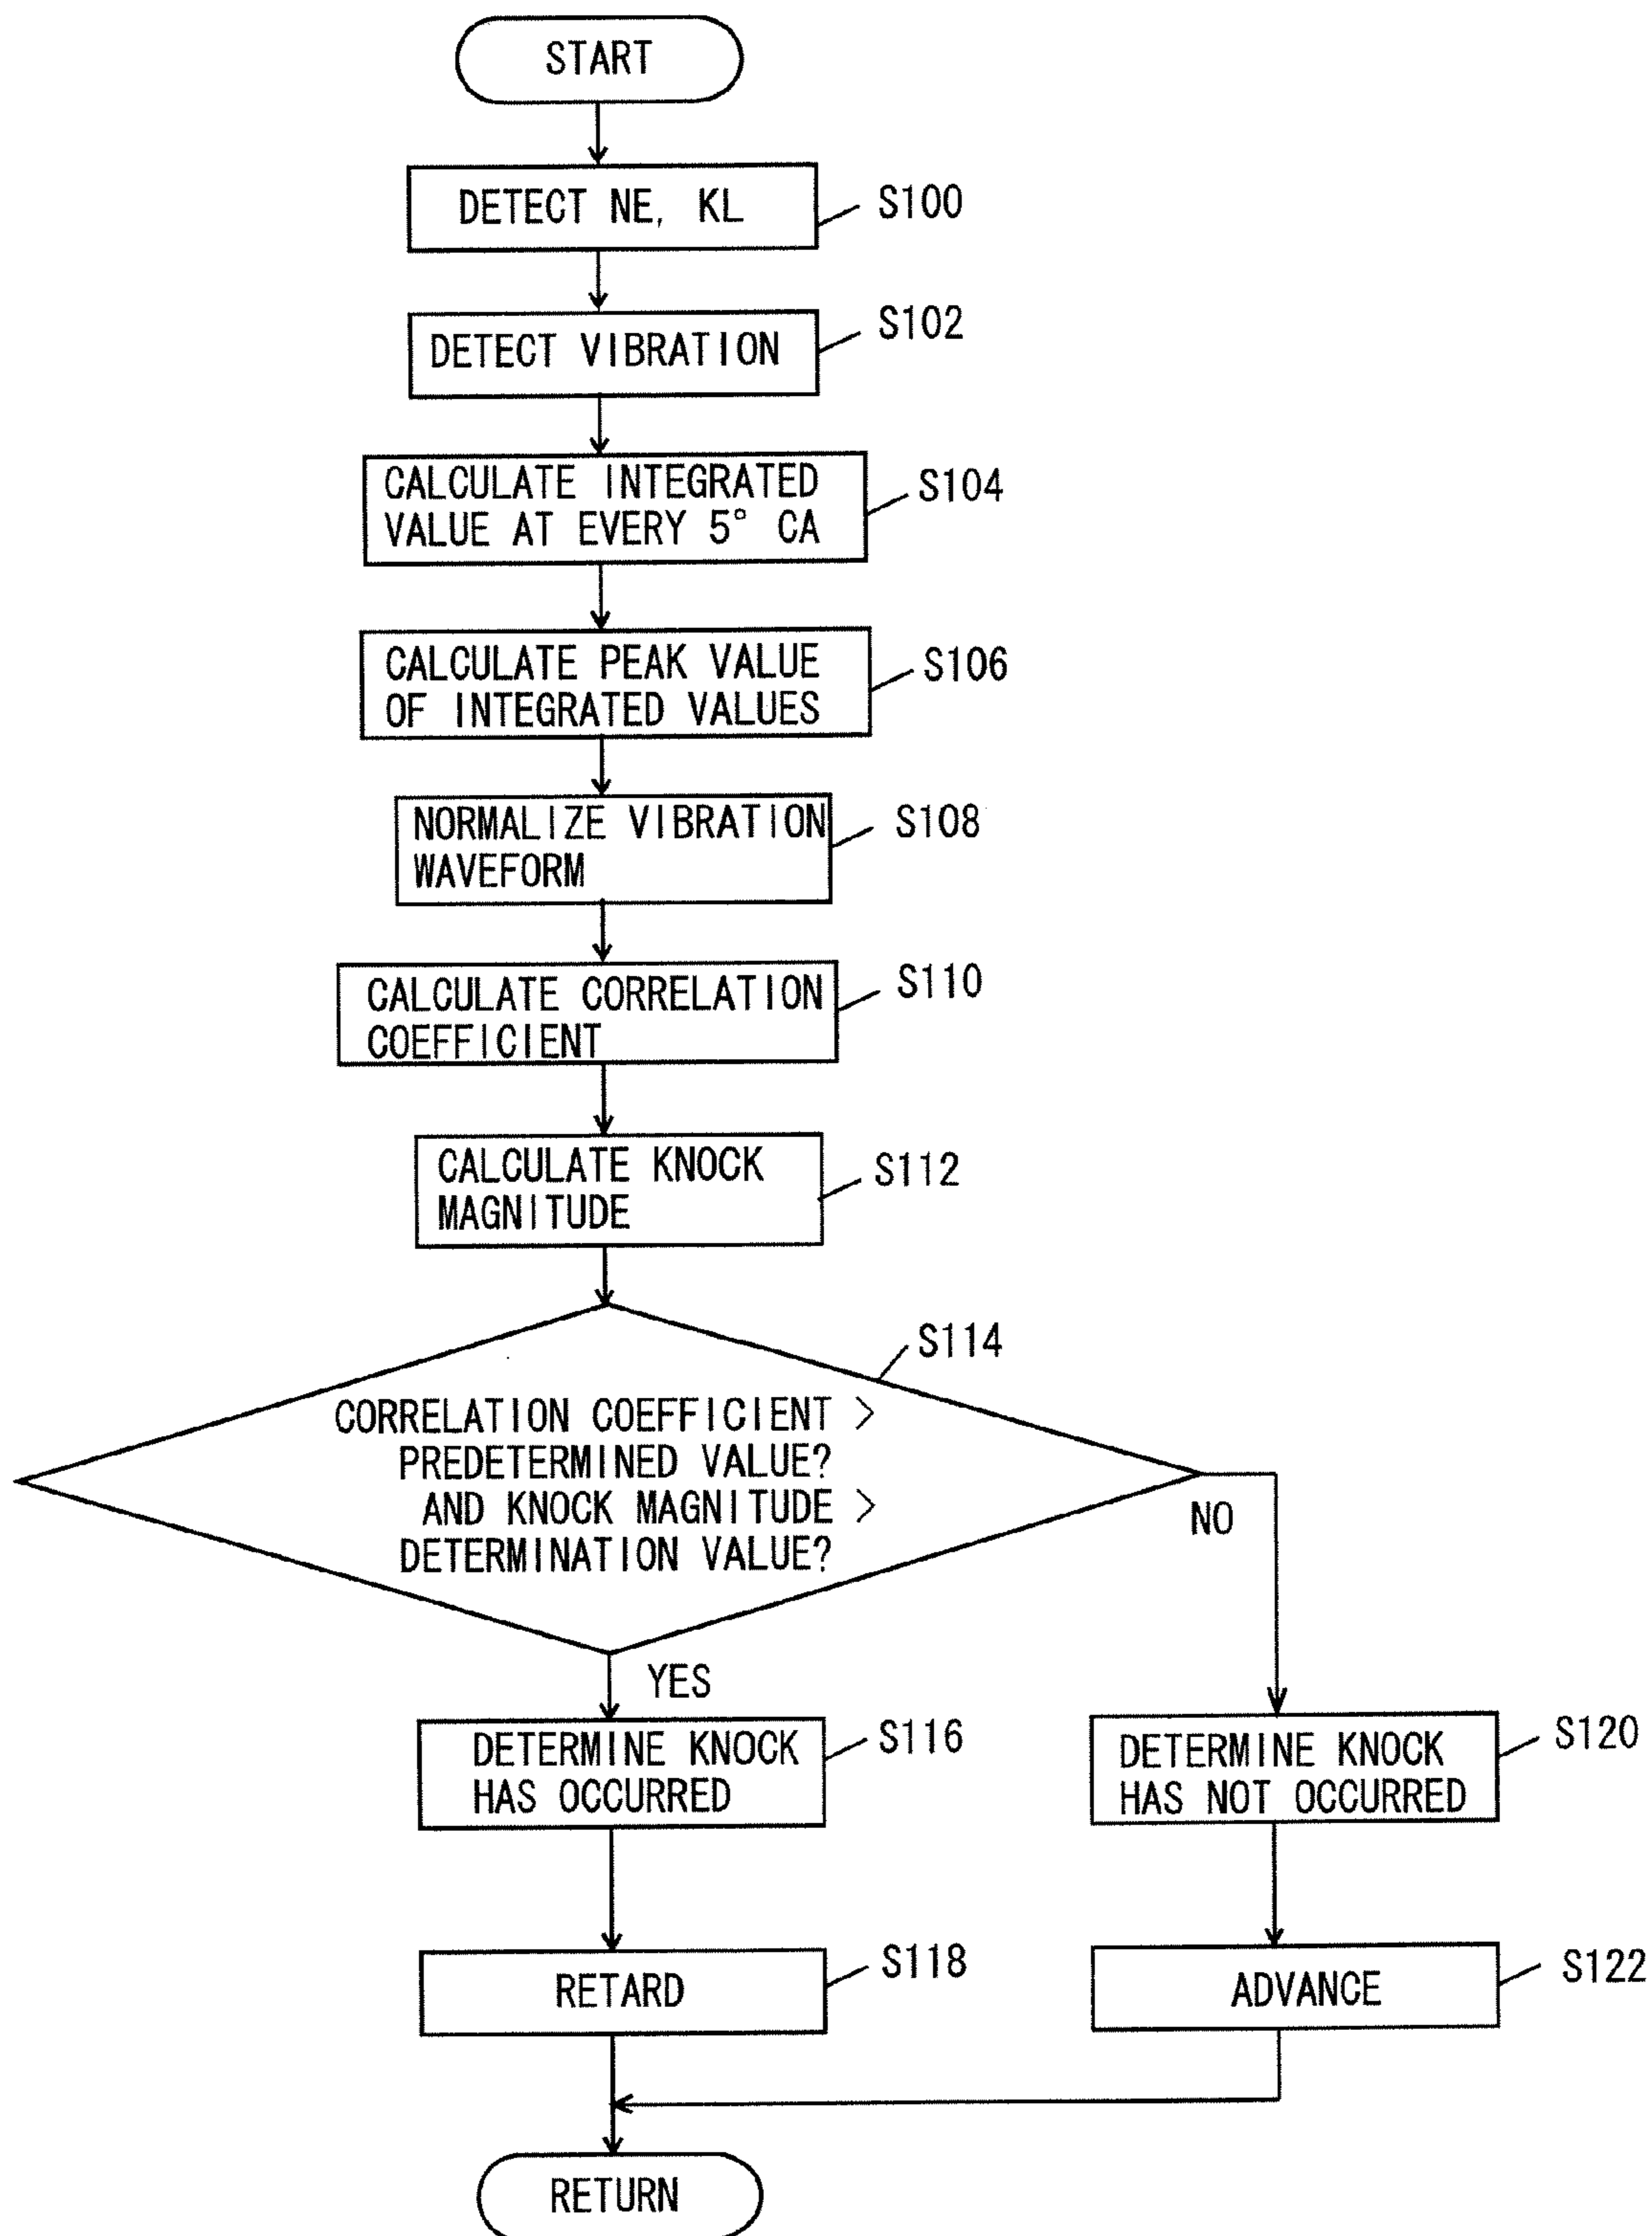 START
DETECT NE, KL
S100
DETECT VIBRATION
S102
CALCULATE INTEGRATED
VALUE AT EVERY 5° CA
S104
CALCULATE PEAK VALUE
OF INTEGRATED VALUES
S106
NORMALIZE VIBRATION
WAVEFORM
S108
CALCULATE CORRELATION
COEFFICIENT
S110
CALCULATE KNOCK
MAGNITUDE
S112
S114
CORRELATION COEFFICIENT >
PREDETERMINED VALUE?
AND KNOCK MAGNITUDE >
DETERMINATION VALUE?
NO
YES
DETERMINE KNOCK
HAS OCCURRED
S116
DETERMINE KNOCK
HAS NOT OCCURRED
S120
RETARD
S118
ADVANCE
S122
RETURN